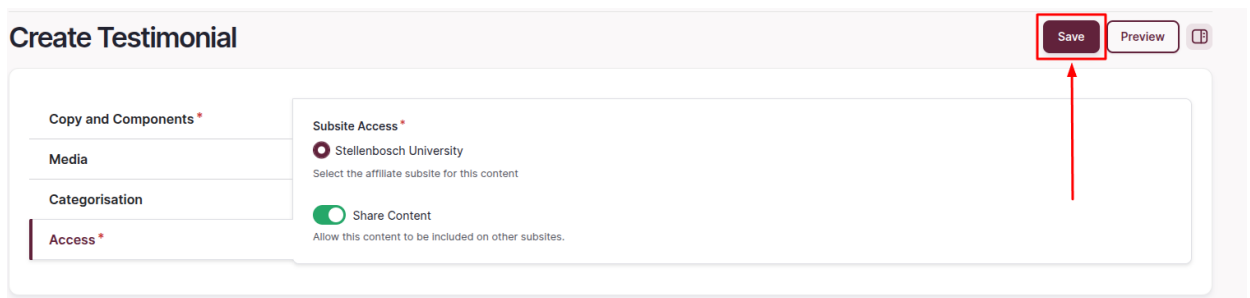 Create Testimonial
Save
Preview
Copy and Components *
Media
Categorisation
Access *
Subsite Access *
Stellenbosch University
Select the affiliate subsite for this content
Share Content
Allow this content to be included on other subsites.